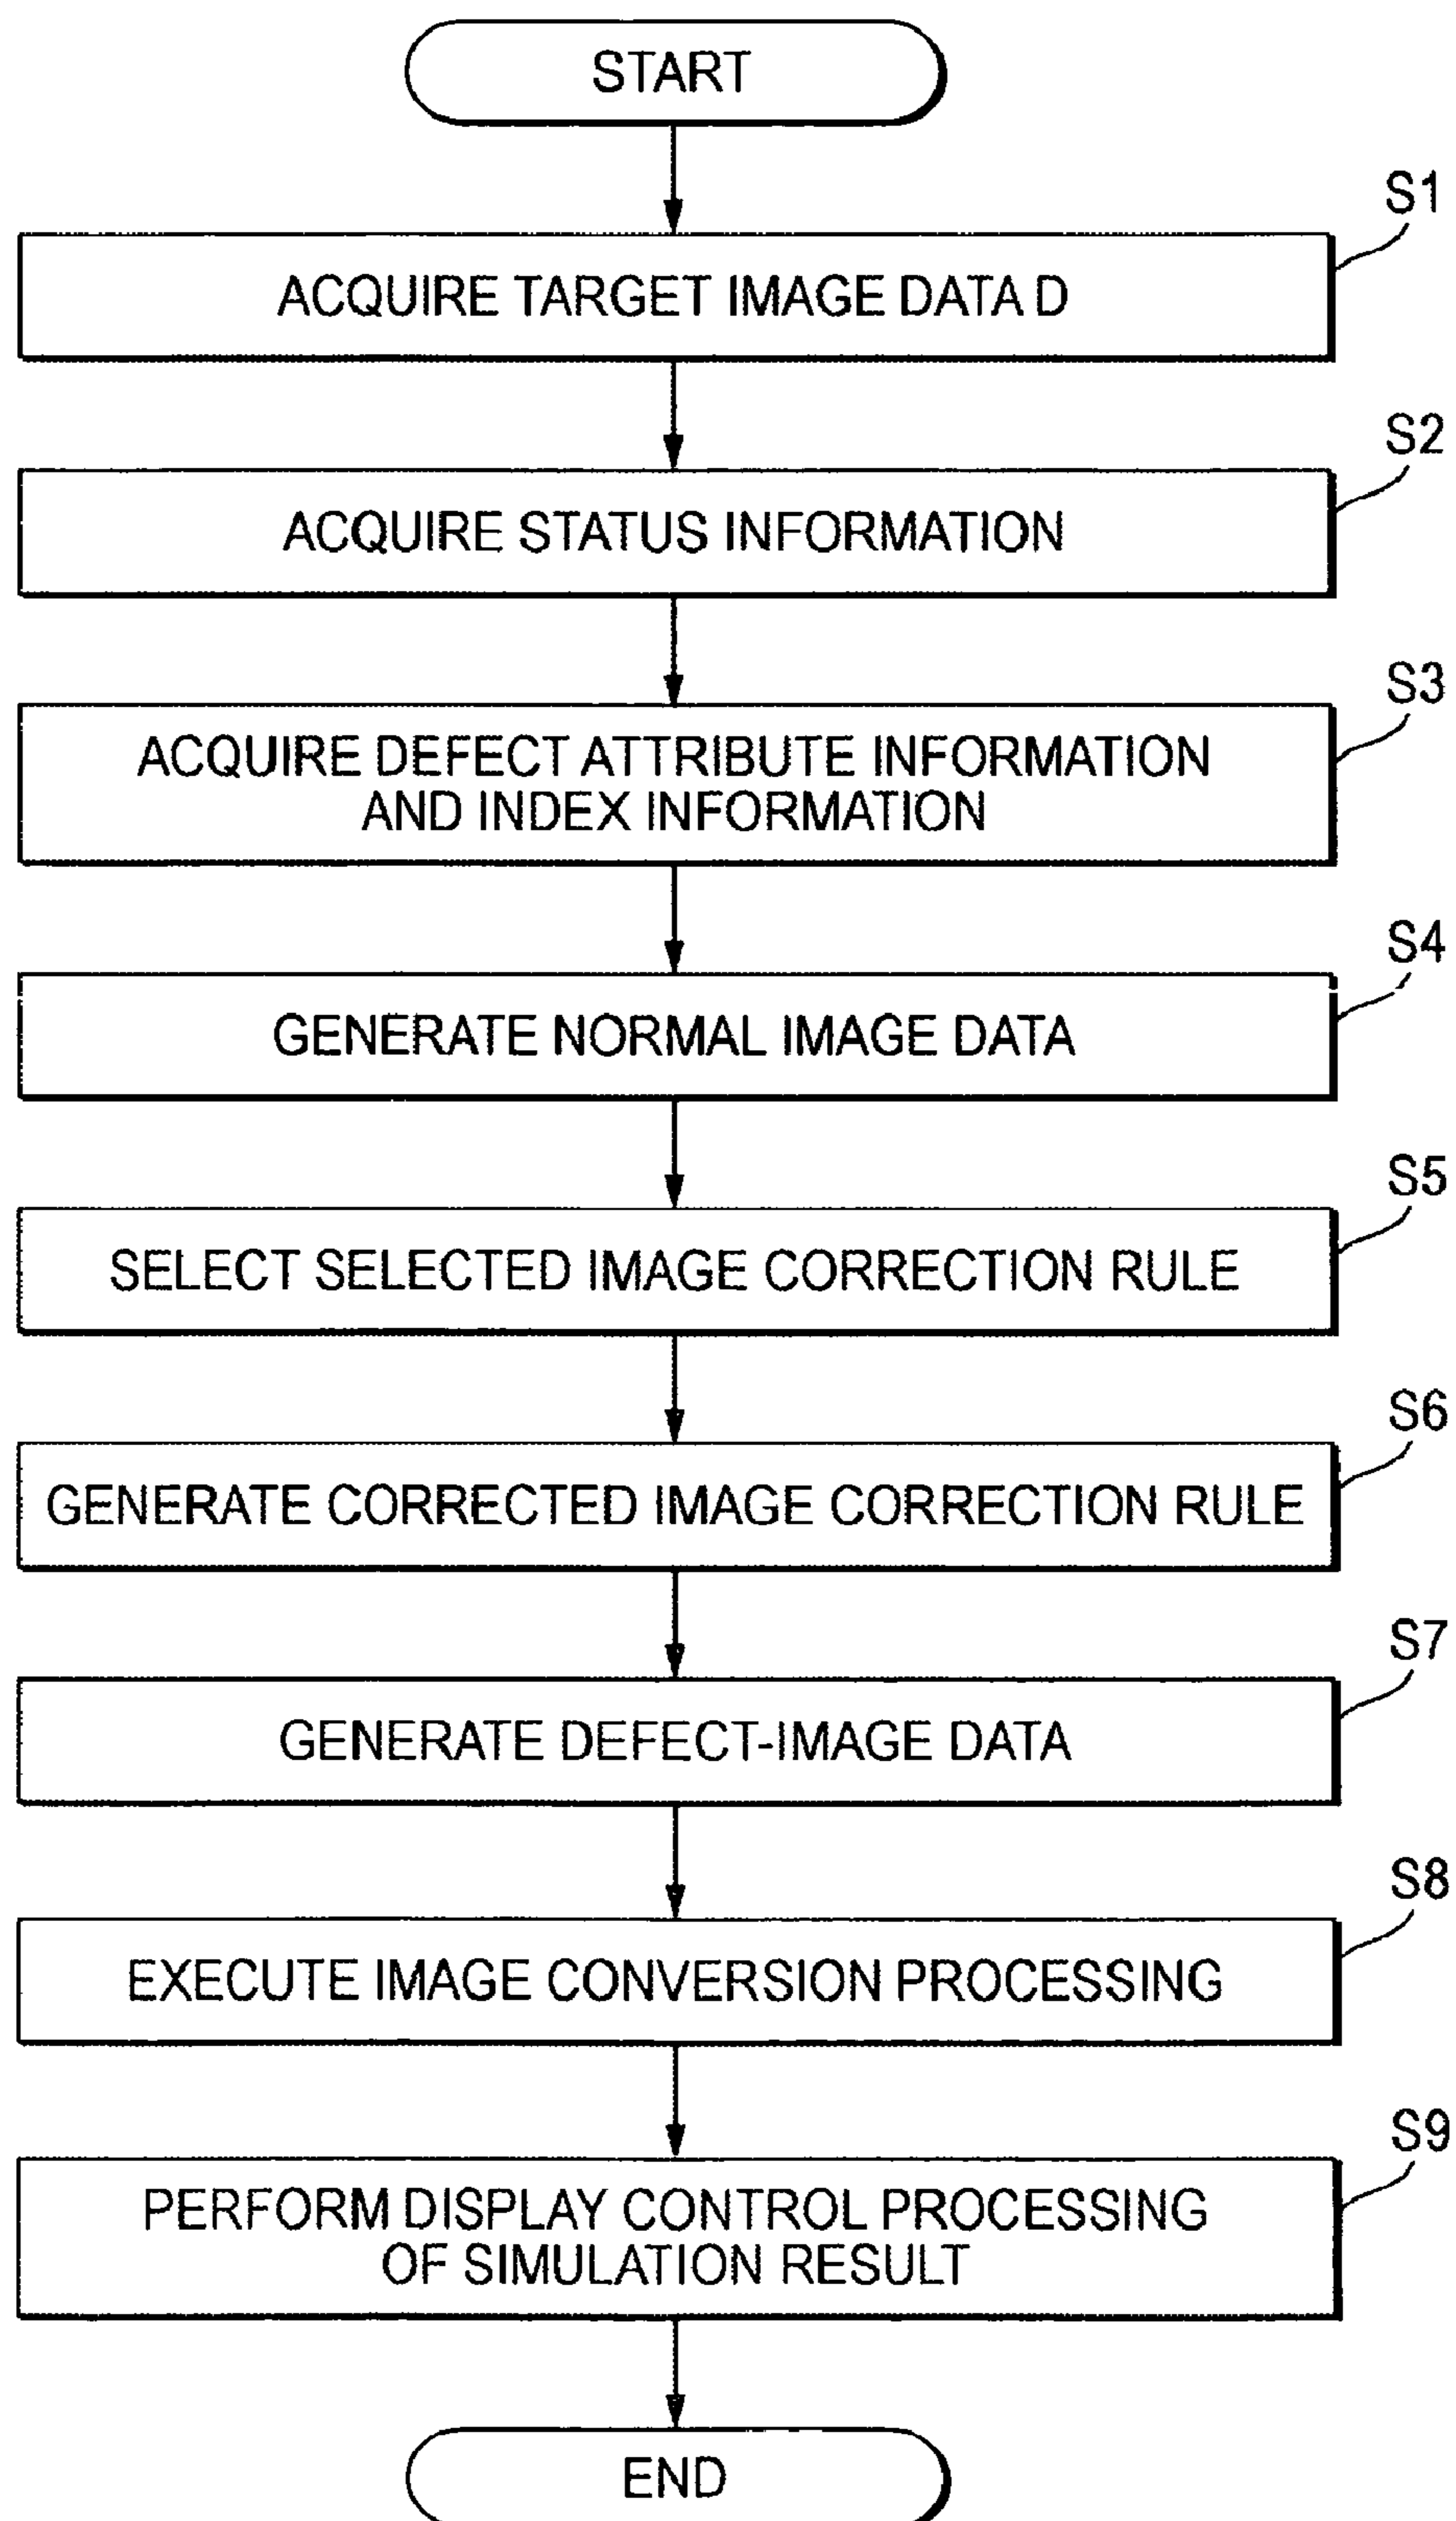 START
S1
ACQUIRE TARGET IMAGE DATA D
S2
ACQUIRE STATUS INFORMATION
S3
ACQUIRE DEFECT ATTRIBUTE INFORMATION
AND INDEX INFORMATION
S4
GENERATE NORMAL IMAGE DATA
S5
SELECT SELECTED IMAGE CORRECTION RULE
S6
GENERATE CORRECTED IMAGE CORRECTION RULE
S7
GENERATE DEFECT-IMAGE DATA
S8
EXECUTE IMAGE CONVERSION PROCESSING
S9
PERFORM DISPLAY CONTROL PROCESSING
OF SIMULATION RESULT
END